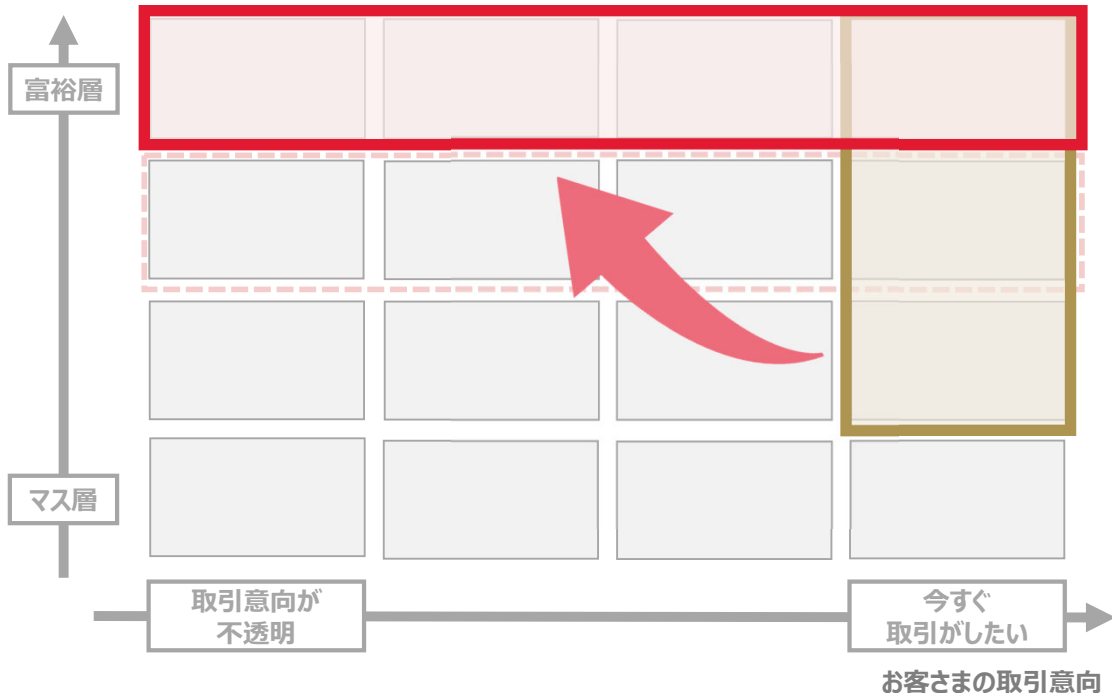 富裕層
マス層
取引意向が
不透明
今すぐ
取引がしたい
お客さまの取引意向